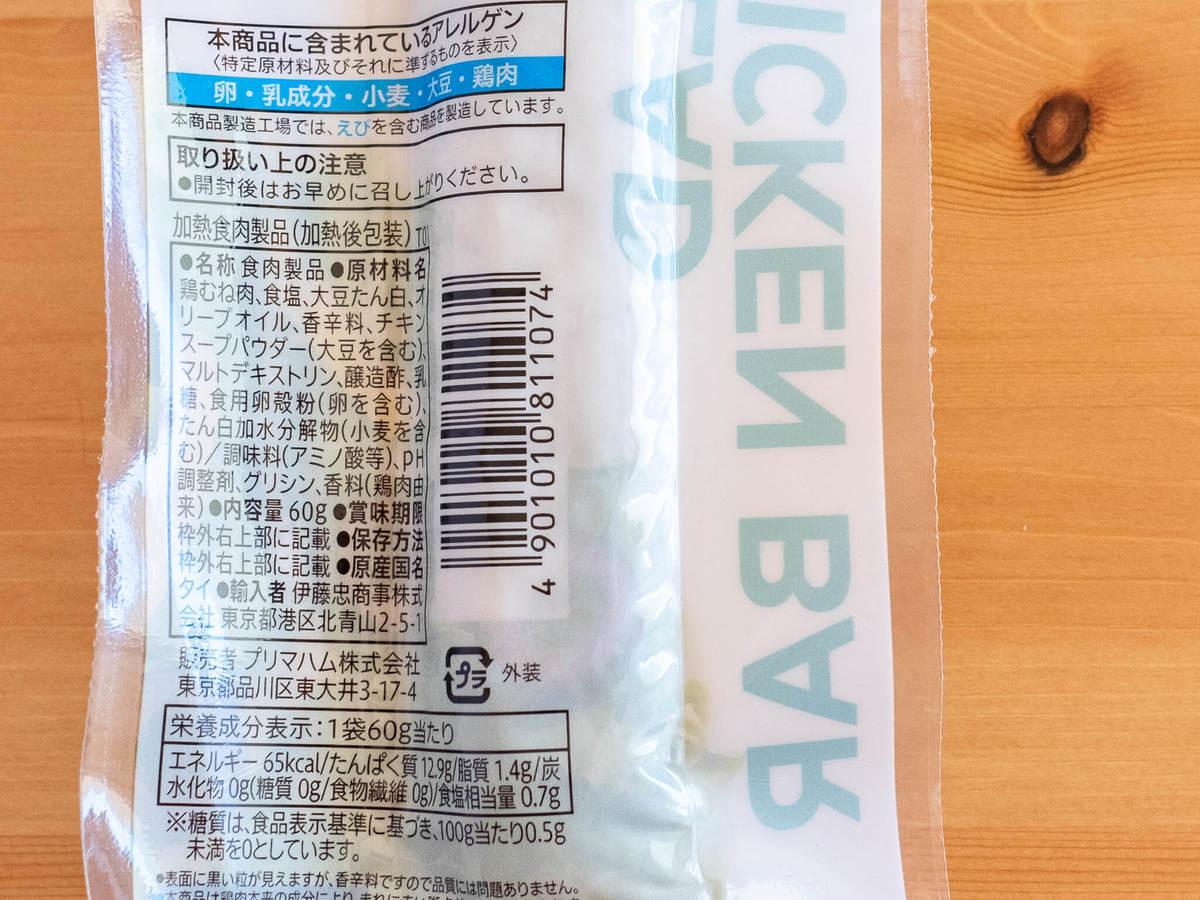 本商品に含まれているアレルゲン
〈特定原材料及びそれに準ずるものを表示〉
卵・乳成分・小麦・大豆・鶏肉
本商品製造工場では、えびを含む商品を製造しています。
取り扱い上の注意
●開封後はお早めに召し上がりください。
加熱食肉製品(加熱後包装) T01
●名称 食肉製品 ●原材料名
鶏むね肉、食塩、大豆たん白、オ
リーブオイル、香辛料、チキン
スープパウダー(大豆を含む)、
マルトデキストリン、醸造酢、乳
糖、食用卵殻粉(卵を含む)、
たん白加水分解物(小麦を含
む)/調味料(アミノ酸等)、pH
調整剤、グリシン、香料(鶏肉由
来) ●内容量 60g ●賞味期限
枠外右上部に記載 ●保存方法
枠外右上部に記載 ●原産国名
タイ ●輸入者 伊藤忠商事株式
会社 東京都港区北青山2-5-1
販売者 プリマハム株式会社
東京都品川区東大井3-17-4
4901010811074
プラ 外装
栄養成分表示:1袋60g当たり
エネルギー 65kcal/たんぱく質 12.9g/脂質 1.4g/炭
水化物 0g(糖質 0g/食物繊維 0g)/食塩相当量 0.7g
※糖質は、食品表示基準に基づき、100g当たり0.5g
未満を0としています。
●表面に黒い粒が見えますが、香辛料ですので品質には問題ありません。
ICKEN BAR